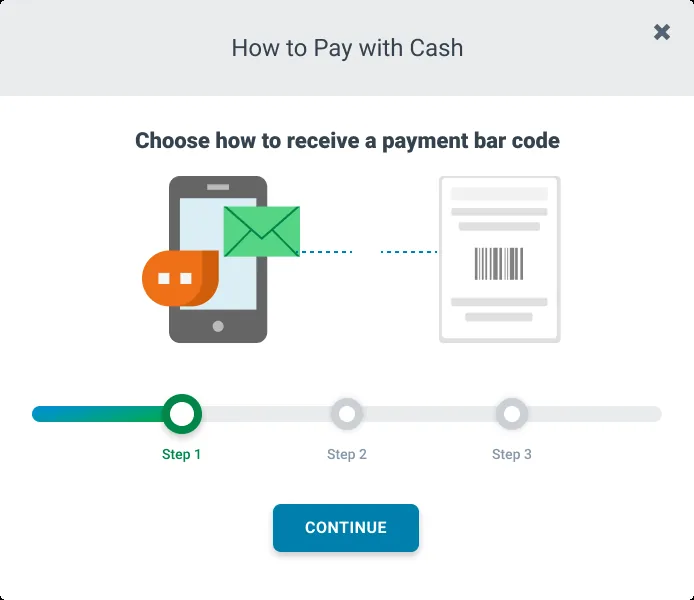 How to Pay with Cash
Choose how to receive a payment bar code
Step 1
Step 2
Step 3
CONTINUE